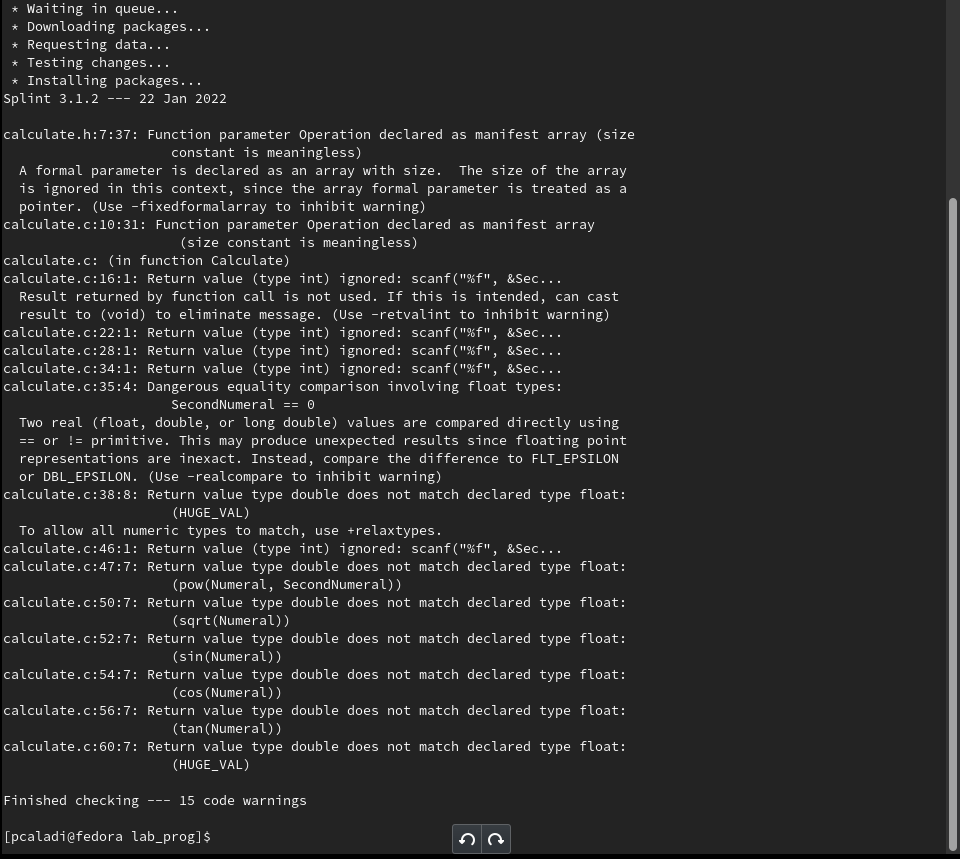 * Waiting in queue...
* Downloading packages...
* Requesting data...
* Testing changes...
* Installing packages...
Splint 3.1.2 --- 22 Jan 2022
calculate.h:7:37: Function parameter Operation declared as manifest array (size
constant is meaningless)
A formal parameter is declared as an array with size.  The size of the array
is ignored in this context, since the array formal parameter is treated as a
pointer. (Use -fixedformalarray to inhibit warning)
calculate.c:10:31: Function parameter Operation declared as manifest array
(size constant is meaningless)
calculate.c: (in function Calculate)
calculate.c:16:1: Return value (type int) ignored: scanf("%f", &Sec...
Result returned by function call is not used. If this is intended, can cast
result to (void) to eliminate message. (Use -retvalint to inhibit warning)
calculate.c:22:1: Return value (type int) ignored: scanf("%f", &Sec...
calculate.c:28:1: Return value (type int) ignored: scanf("%f", &Sec...
calculate.c:34:1: Return value (type int) ignored: scanf("%f", &Sec...
calculate.c:35:4: Dangerous equality comparison involving float types:
SecondNumeral == 0
Two real (float, double, or long double) values are compared directly using
== or != primitive. This may produce unexpected results since floating point
representations are inexact. Instead, compare the difference to FLT_EPSILON
or DBL_EPSILON. (Use -realcompare to inhibit warning)
calculate.c:38:8: Return value type double does not match declared type float:
(HUGE_VAL)
To allow all numeric types to match, use +relaxtypes.
calculate.c:46:1: Return value (type int) ignored: scanf("%f", &Sec...
calculate.c:47:7: Return value type double does not match declared type float:
(pow(Numeral, SecondNumeral))
calculate.c:50:7: Return value type double does not match declared type float:
(sqrt(Numeral))
calculate.c:52:7: Return value type double does not match declared type float:
(sin(Numeral))
calculate.c:54:7: Return value type double does not match declared type float:
(cos(Numeral))
calculate.c:56:7: Return value type double does not match declared type float:
(tan(Numeral))
calculate.c:60:7: Return value type double does not match declared type float:
(HUGE_VAL)
Finished checking --- 15 code warnings
[pcaladi@fedora lab_prog]$